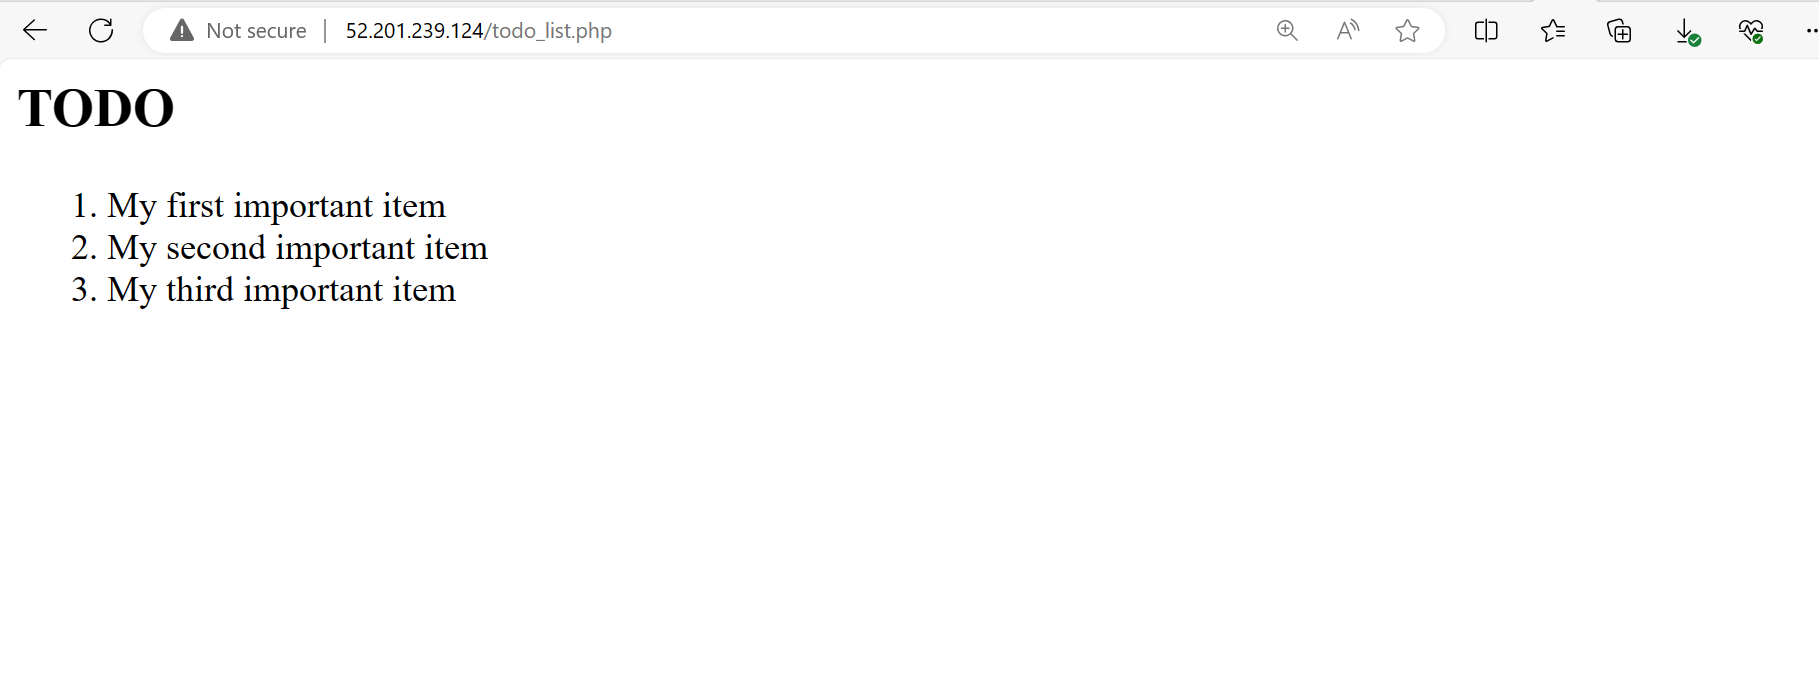 Not secure | 52.201.239.124/todo_list.php
TODO
1. My first important item
2. My second important item
3. My third important item